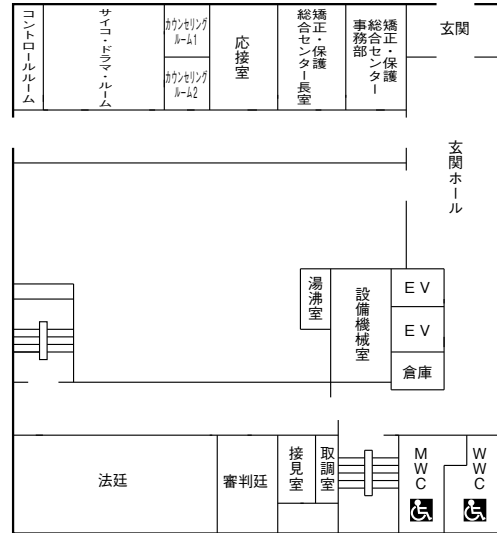 コントロールルーム
サイコ・ドラマ・ルーム
カウンセリング
ルーム1
カウンセリング
ルーム2
応接室
矯正・保護
総合センター長室
矯正・保護
総合センター
事務部
玄関
玄関ホール
湯沸室
設備機械室
EV
EV
倉庫
法廷
審判廷
接見室
取調室
MWC
WWC